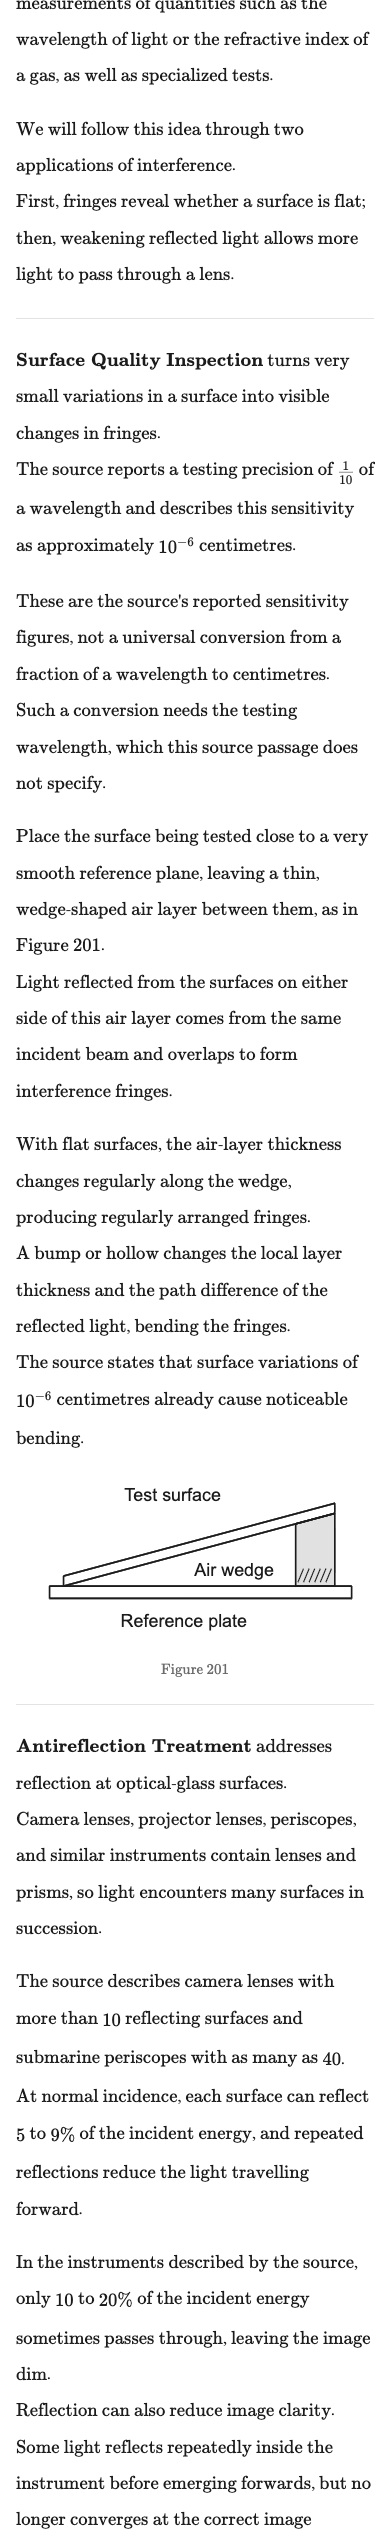 measurements of quantities such as the
wavelength of light or the refractive index of
a gas, as well as specialized tests.
We will follow this idea through two
applications of interference.
First, fringes reveal whether a surface is flat;
then, weakening reflected light allows more
light to pass through a lens.
Surface Quality Inspection turns very
small variations in a surface into visible
changes in fringes.
The source reports a testing precision of 1/10 of
a wavelength and describes this sensitivity
as approximately 10⁻⁶ centimetres.
These are the source's reported sensitivity
figures, not a universal conversion from a
fraction of a wavelength to centimetres.
Such a conversion needs the testing
wavelength, which this source passage does
not specify.
Place the surface being tested close to a very
smooth reference plane, leaving a thin,
wedge-shaped air layer between them, as in
Figure 201.
Light reflected from the surfaces on either
side of this air layer comes from the same
incident beam and overlaps to form
interference fringes.
With flat surfaces, the air-layer thickness
changes regularly along the wedge,
producing regularly arranged fringes.
A bump or hollow changes the local layer
thickness and the path difference of the
reflected light, bending the fringes.
The source states that surface variations of
10⁻⁶ centimetres already cause noticeable
bending.
Test surface
Air wedge
Reference plate
Figure 201
Antireflection Treatment addresses
reflection at optical-glass surfaces.
Camera lenses, projector lenses, periscopes,
and similar instruments contain lenses and
prisms, so light encounters many surfaces in
succession.
The source describes camera lenses with
more than 10 reflecting surfaces and
submarine periscopes with as many as 40.
At normal incidence, each surface can reflect
5 to 9% of the incident energy, and repeated
reflections reduce the light travelling
forward.
In the instruments described by the source,
only 10 to 20% of the incident energy
sometimes passes through, leaving the image
dim.
Reflection can also reduce image clarity.
Some light reflects repeatedly inside the
instrument before emerging forwards, but no
longer converges at the correct image